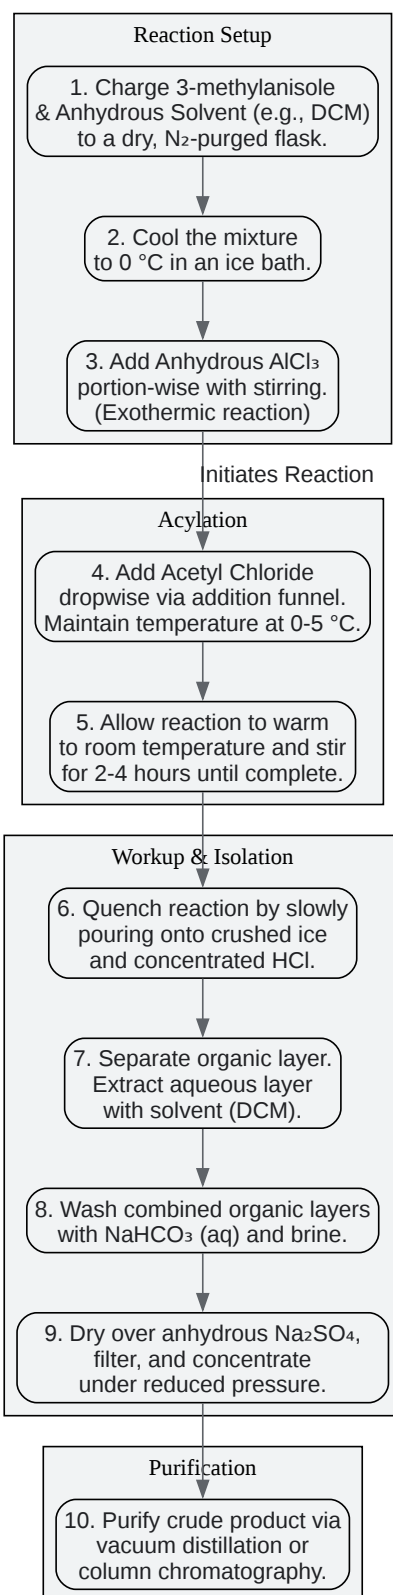 Reaction Setup
1. Charge 3-methylanisole
& Anhydrous Solvent (e.g., DCM)
to a dry, N₂-purged flask.
2. Cool the mixture
to 0 °C in an ice bath.
3. Add Anhydrous AlCl₃
portion-wise with stirring.
(Exothermic reaction)
Initiates Reaction
Acylation
4. Add Acetyl Chloride
dropwise via addition funnel.
Maintain temperature at 0-5 °C.
5. Allow reaction to warm
to room temperature and stir
for 2-4 hours until complete.
Workup & Isolation
6. Quench reaction by slowly
pouring onto crushed ice
and concentrated HCl.
7. Separate organic layer.
Extract aqueous layer
with solvent (DCM).
8. Wash combined organic layers
with NaHCO₃ (aq) and brine.
9. Dry over anhydrous Na₂SO₄,
filter, and concentrate
under reduced pressure.
Purification
10. Purify crude product via
vacuum distillation or
column chromatography.